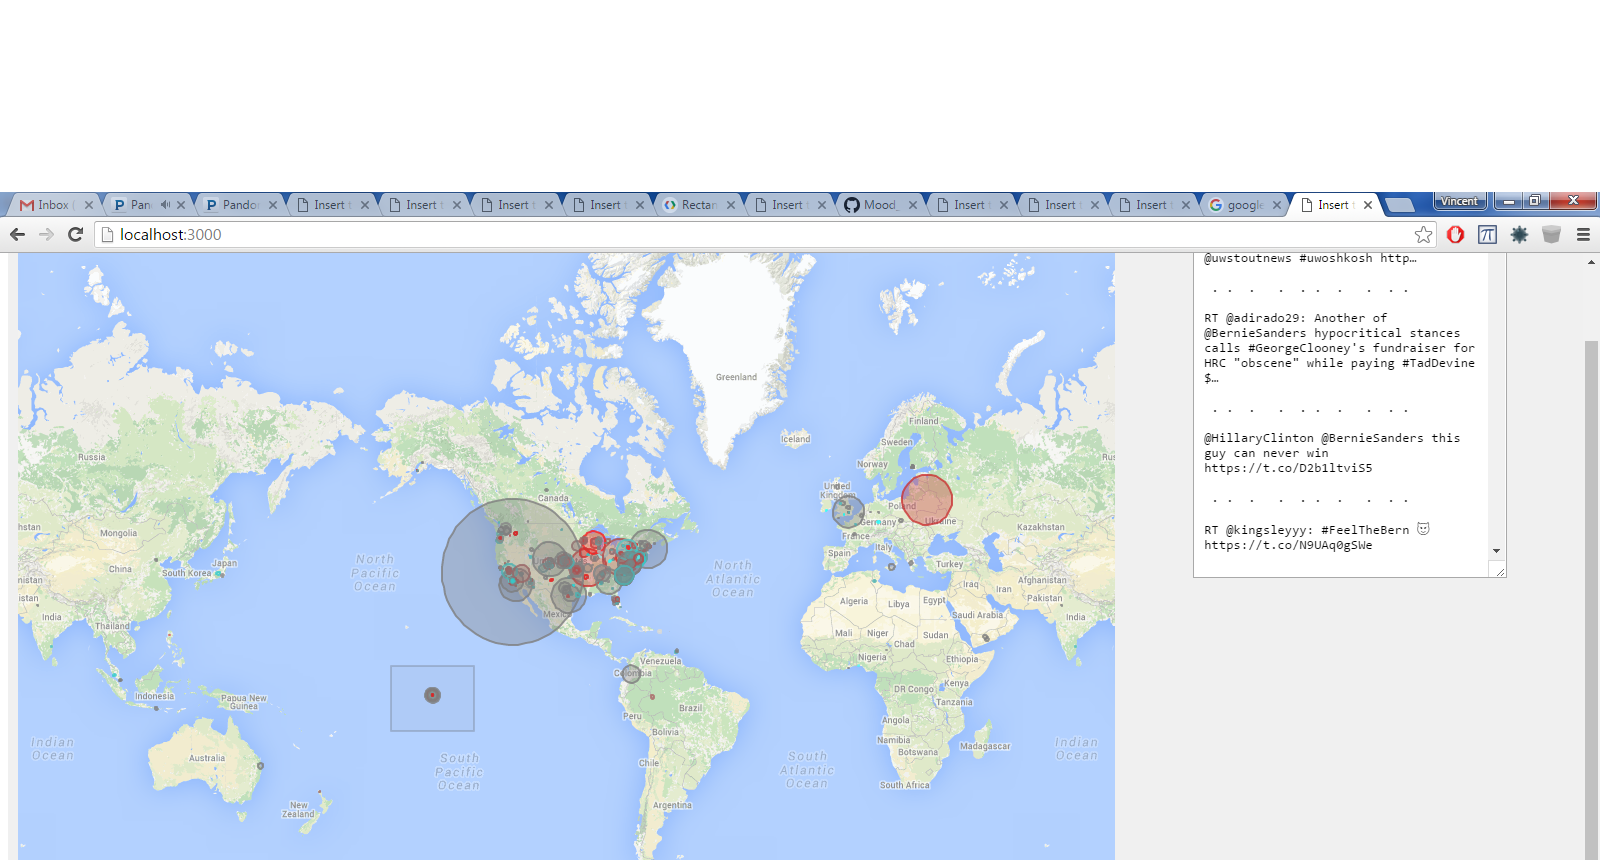 Inbox (
Pan
Pando
Insert t
Insert t
Insert t
Insert t
Rectan
Insert t
Mood_
Insert t
Insert t
Insert t
google
Insert t
Vincent
localhost:3000
@uwstoutnews #uwoshkosh http…
. . . . . . . . . .
RT @adirado29: Another of
@BernieSanders hypocritical stances
calls #GeorgeClooney's fundraiser for
HRC "obscene" while paying #TadDevine
$…
. . . . . . . . . .
@HillaryClinton @BernieSanders this
guy can never win
https://t.co/D2b1ltviS5
. . . . . . . . . .
RT @kingsleyyy: #FeelTheBern 😈
https://t.co/N9UAq0gSWe
Greenland
Iceland
Finland
Sweden
Norway
Russia
Rus
Canada
United
Kingdom
Poland
Germany
Ukraine
France
Kazakhstan
Mongolia
Italy
Spain
Turkey
hstan
North
Pacific
Ocean
North
Atlantic
Ocean
China
South Korea
Japan
Iraq
Iran
Afghanistan
nistan
Pakistan
Algeria
Libya
Egypt
Saudi Arabia
India
India
Thailand
Mexico
Mali
Niger
Chad
Sudan
Nigeria
Ethiopia
Venezuela
Colombia
Kenya
DR Congo
Tanzania
Indonesia
Papua New
Guinea
Peru
Brazil
Bolivia
Angola
Namibia
Botswana
Madagascar
Indian
Ocean
Indian
Ocean
Australia
South
Pacific
Ocean
Chile
South
Atlantic
Ocean
South Africa
New
Zealand
Argentina